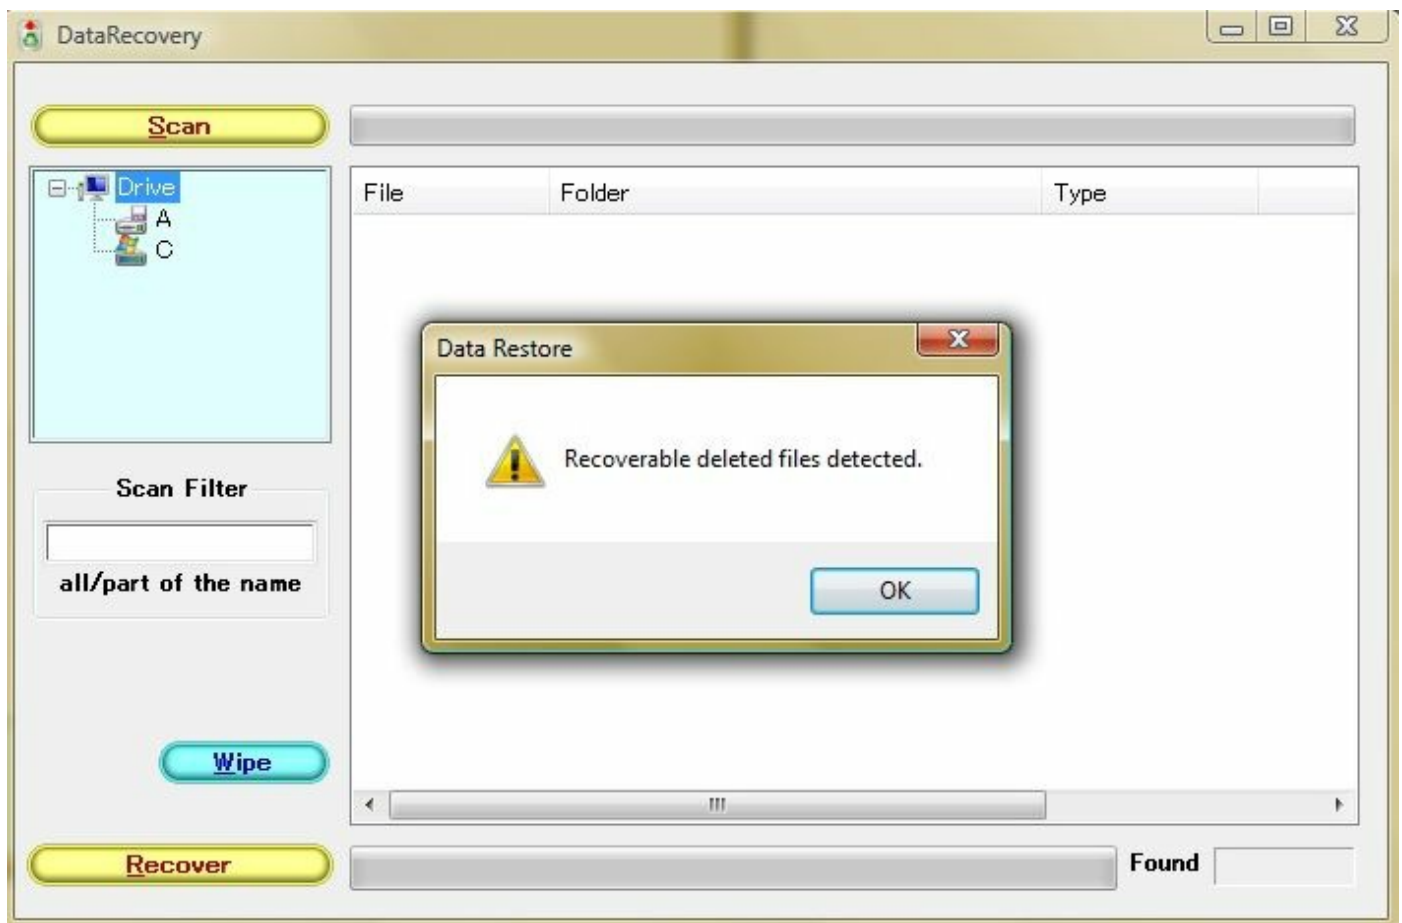 DataRecovery
Scan
Drive
A
C
File Folder Type
Data Restore
Recoverable deleted files detected.
OK
Scan Filter
all/part of the name
Wipe
Recover
Found